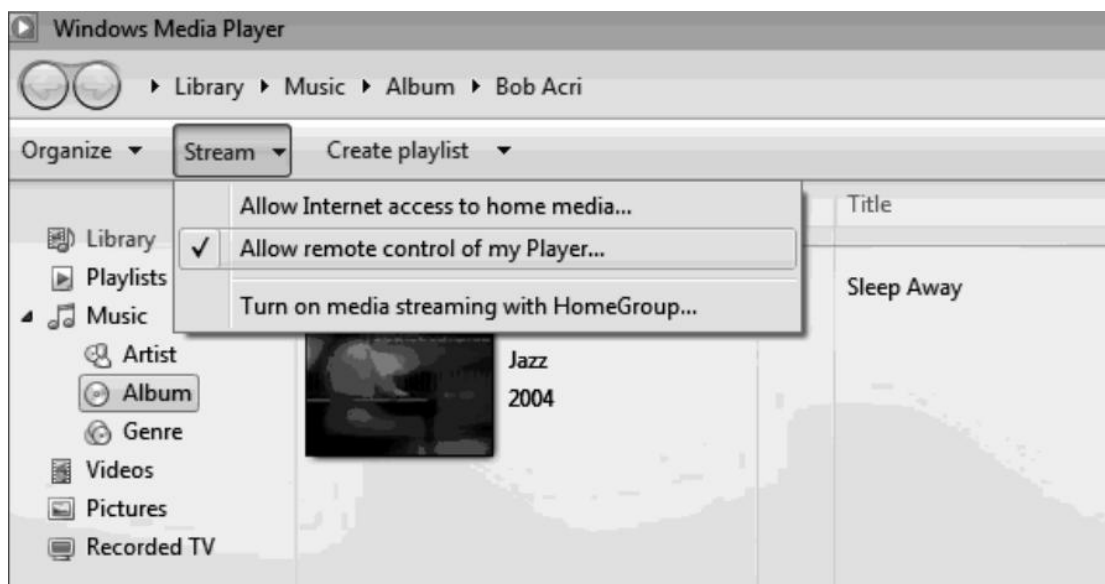 Windows Media Player
Library ▸ Music ▸ Album ▸ Bob Acri
Organize Stream Create playlist
Allow Internet access to home media...
✓ Allow remote control of my Player...
Turn on media streaming with HomeGroup...
Title
Sleep Away
Library
Playlists
Music
Artist
Album
Genre
Videos
Pictures
Recorded TV
Jazz
2004